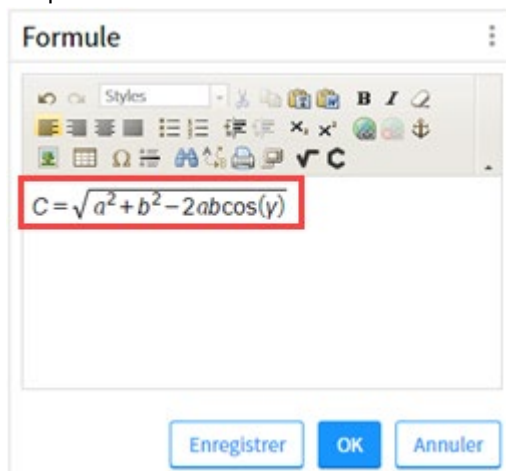 Formule
Styles
B I
Ω
C
C=√a²+b²−2abcos(γ)
Enregistrer OK Annuler